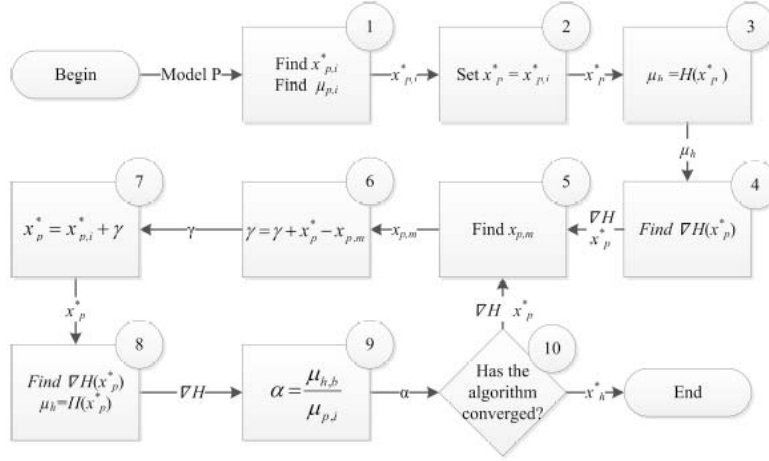 1
2
3
Begin
Model P
Find x*p,i
Find μp,i
x*p,i
Set x*p = x*p,i
x*p
μh =H(x*p)
μh
7
6
5
4
x*p = x*p,i + γ
γ
γ = γ + x*p − xp,m
xp,m
Find xp,m
∇H
x*p
Find ∇H(x*p)
x*p
∇H x*p
8
9
10
Find ∇H(x*p)
μh=H(x*p)
∇H
α = μh,b / μp,i
α
Has the
algorithm
converged?
x*h
End